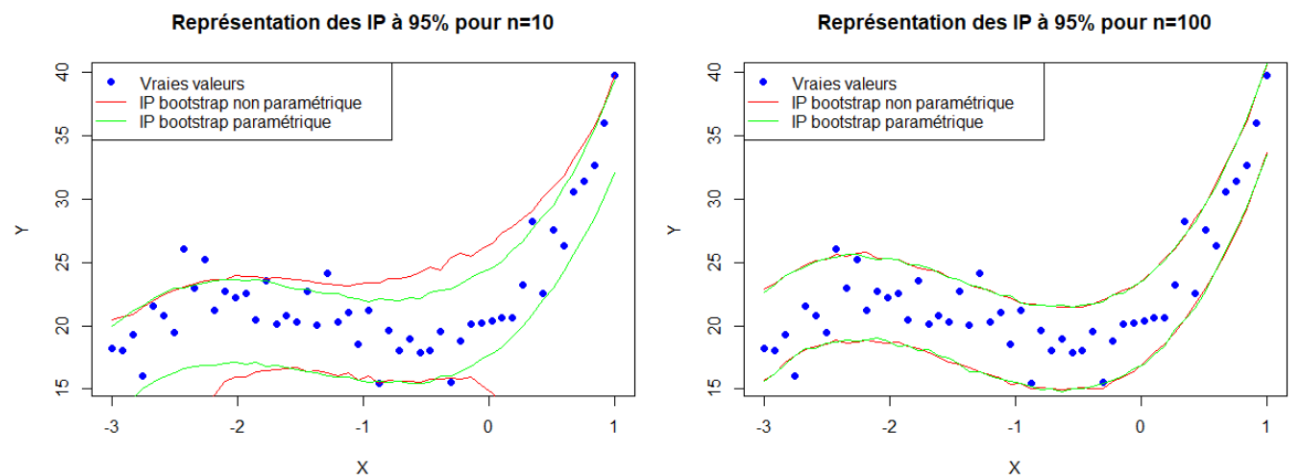 Représentation des IP à 95% pour n=10
Vraies valeurs
IP bootstrap non paramétrique
IP bootstrap paramétrique
40
35
30
25
20
15
Y
-3 -2 -1 0 1
X
Représentation des IP à 95% pour n=100
Vraies valeurs
IP bootstrap non paramétrique
IP bootstrap paramétrique
40
35
30
25
20
15
Y
-3 -2 -1 0 1
X